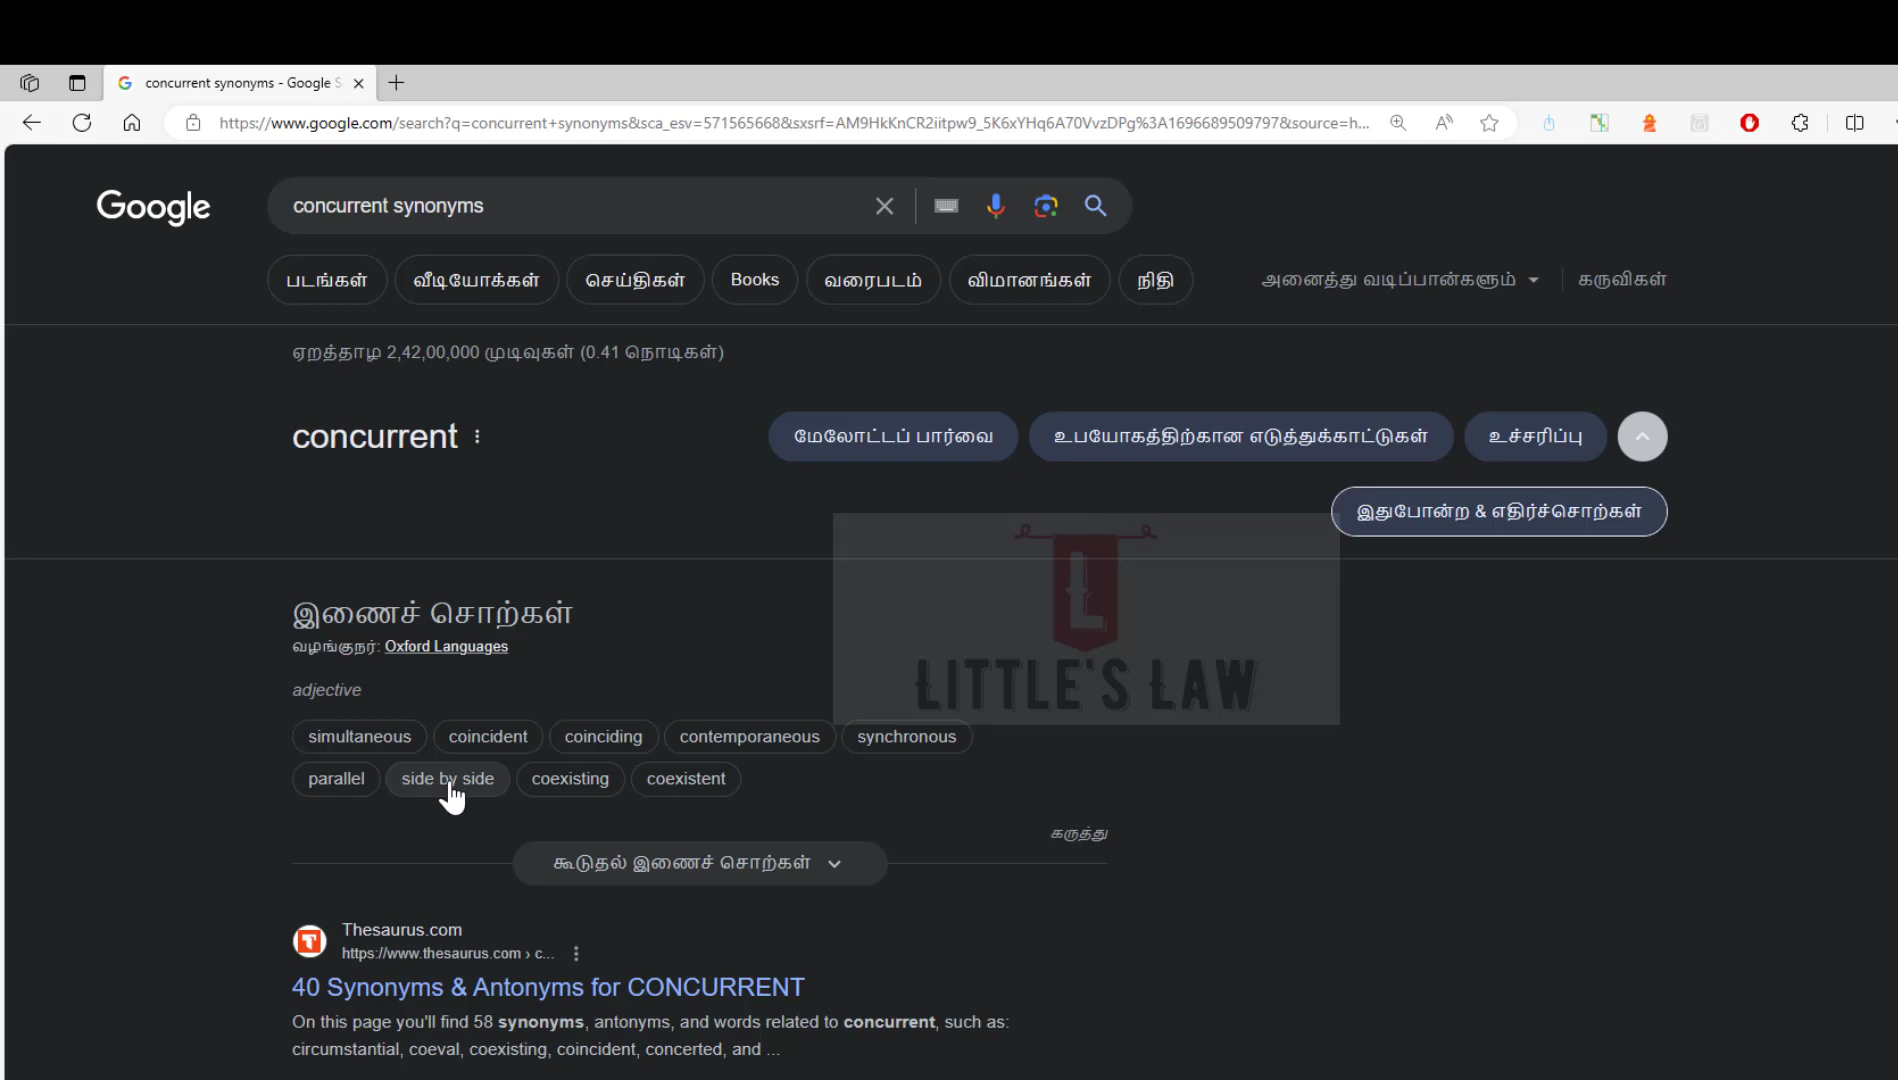 concurrent synonyms - Google S
https://www.google.com/search?q=concurrent+synonyms&sca_esv=571565668&sxsrf=AM9HkKnCR2iitpw9_5K6xYHq6A70VvzDPg%3A1696689509797&source=h...
Google
concurrent synonyms
படங்கள் வீடியோக்கள் செய்திகள் Books வரைபடம் விமானங்கள் நிதி அனைத்து வடிப்பான்களும் கருவிகள்
ஏறத்தாழ 2,42,00,000 முடிவுகள் (0.41 நொடிகள்)
concurrent
மேலோட்டப் பார்வை உபயோகத்திற்கான எடுத்துக்காட்டுகள் உச்சரிப்பு
இதுபோன்ற & எதிர்ச்சொற்கள்
L
LITTLE'S LAW
இணைச் சொற்கள்
வழங்குநர்: Oxford Languages
adjective
simultaneous coincident coinciding contemporaneous synchronous
parallel side by side coexisting coexistent
கருத்து
கூடுதல் இணைச் சொற்கள்
Thesaurus.com
https://www.thesaurus.com › c...
40 Synonyms & Antonyms for CONCURRENT
On this page you'll find 58 synonyms, antonyms, and words related to concurrent, such as:
circumstantial, coeval, coexisting, coincident, concerted, and ...